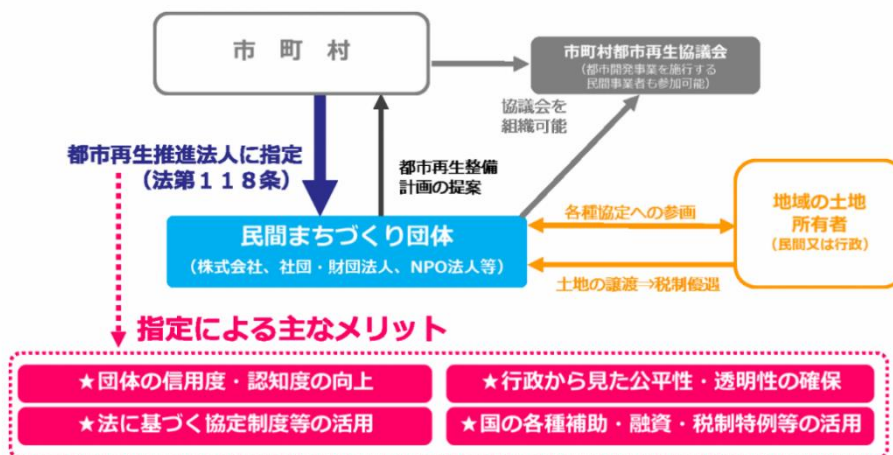 市 町 村
市町村都市再生協議会
（都市開発事業を施行する
民間事業者も参加可能）
協議会を
組織可能
都市再生推進法人に指定
（法第１１８条）
都市再生整備
計画の提案
民間まちづくり団体
（株式会社、社団・財団法人、NPO法人等）
各種協定への参画
土地の譲渡⇒税制優遇
地域の土地
所有者
（民間又は行政）
指定による主なメリット
★団体の信用度・認知度の向上
★行政から見た公平性・透明性の確保
★法に基づく協定制度等の活用
★国の各種補助・融資・税制特例等の活用